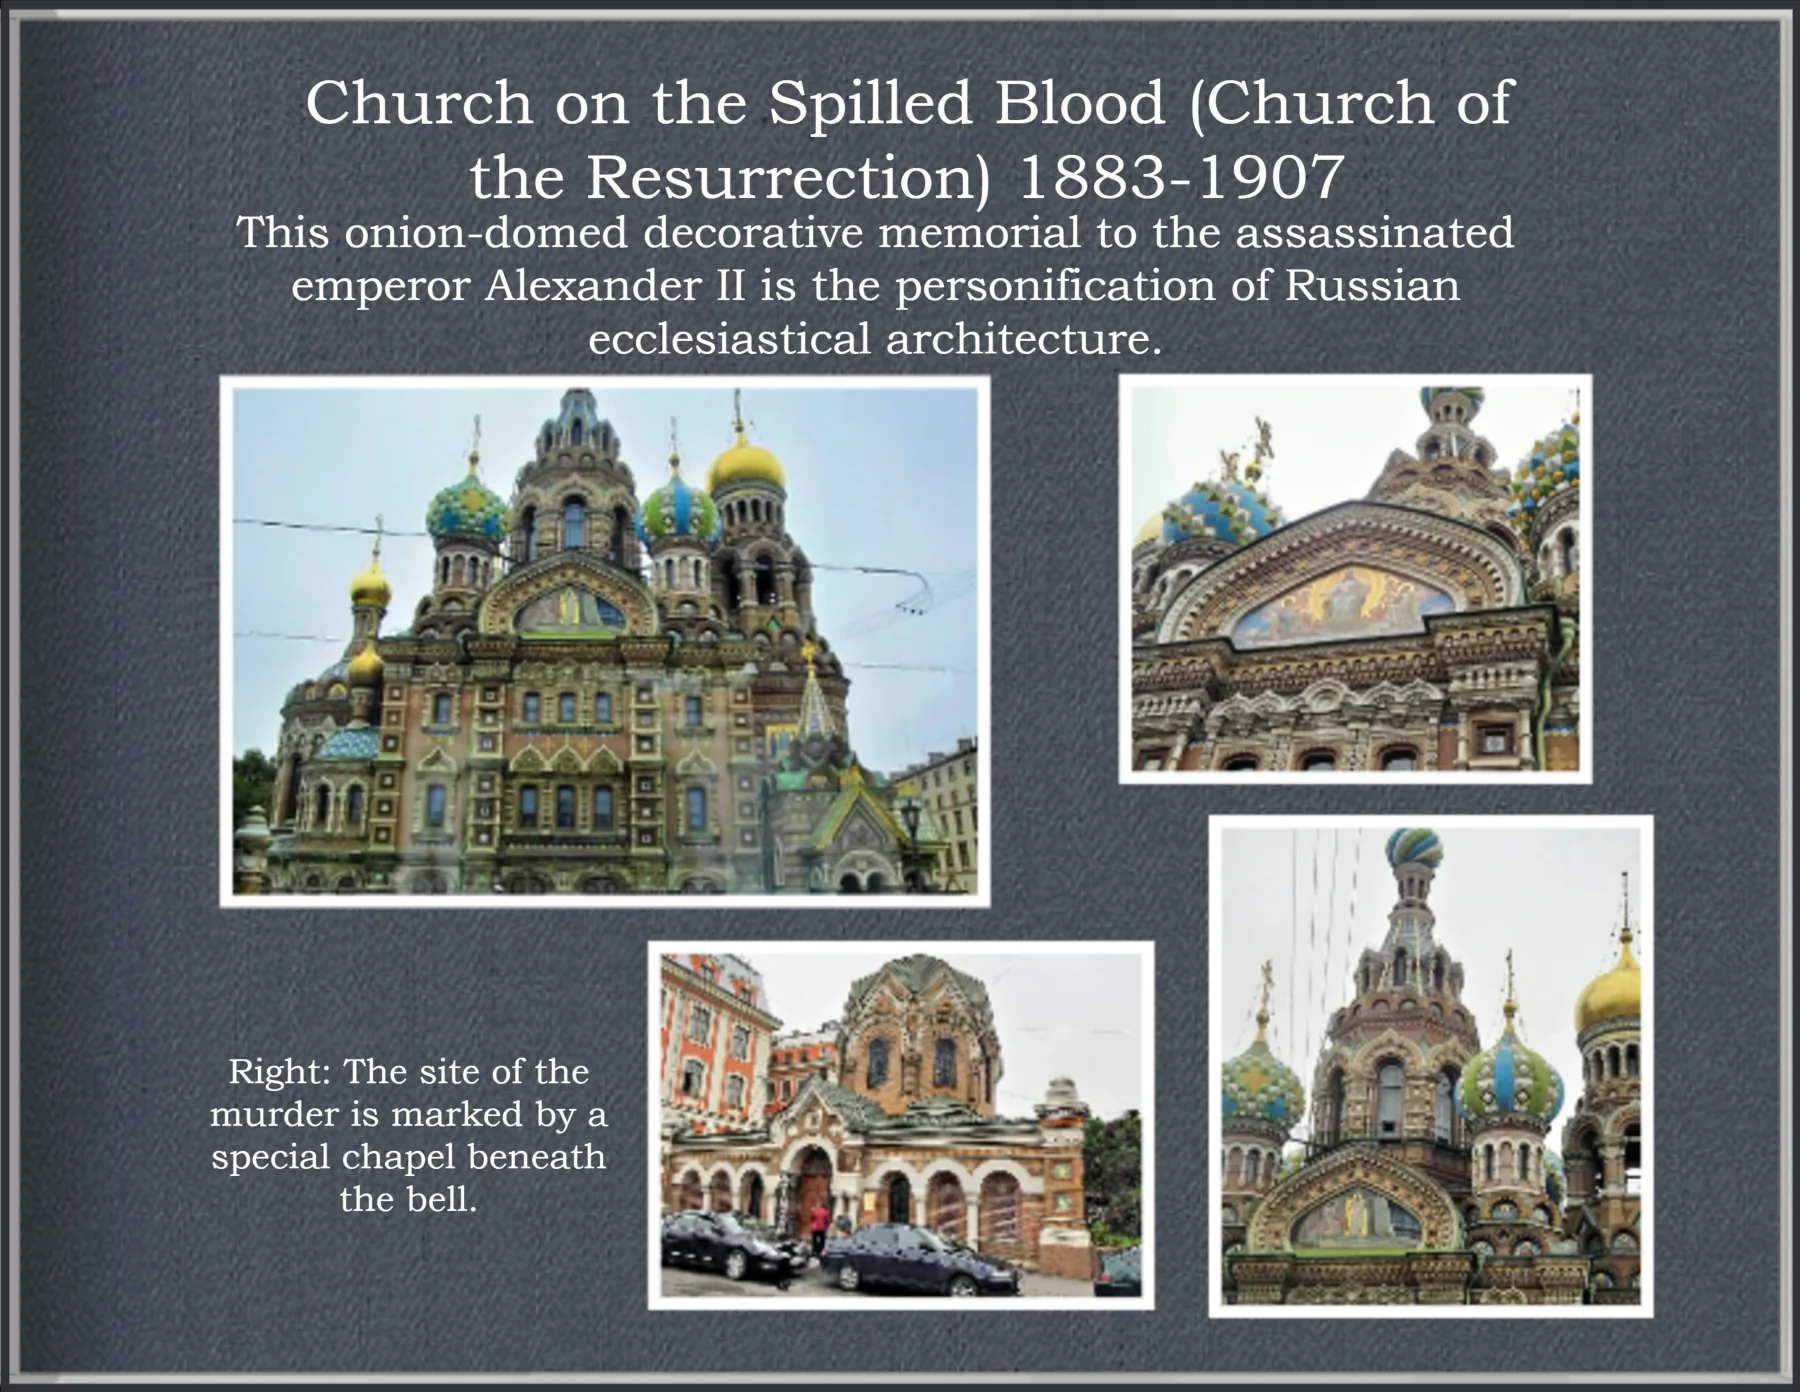 Church on the Spilled Blood (Church of
the Resurrection) 1883-1907
This onion-domed decorative memorial to the assassinated
emperor Alexander II is the personification of Russian
ecclesiastical architecture.
Right: The site of the
murder is marked by a
special chapel beneath
the bell.